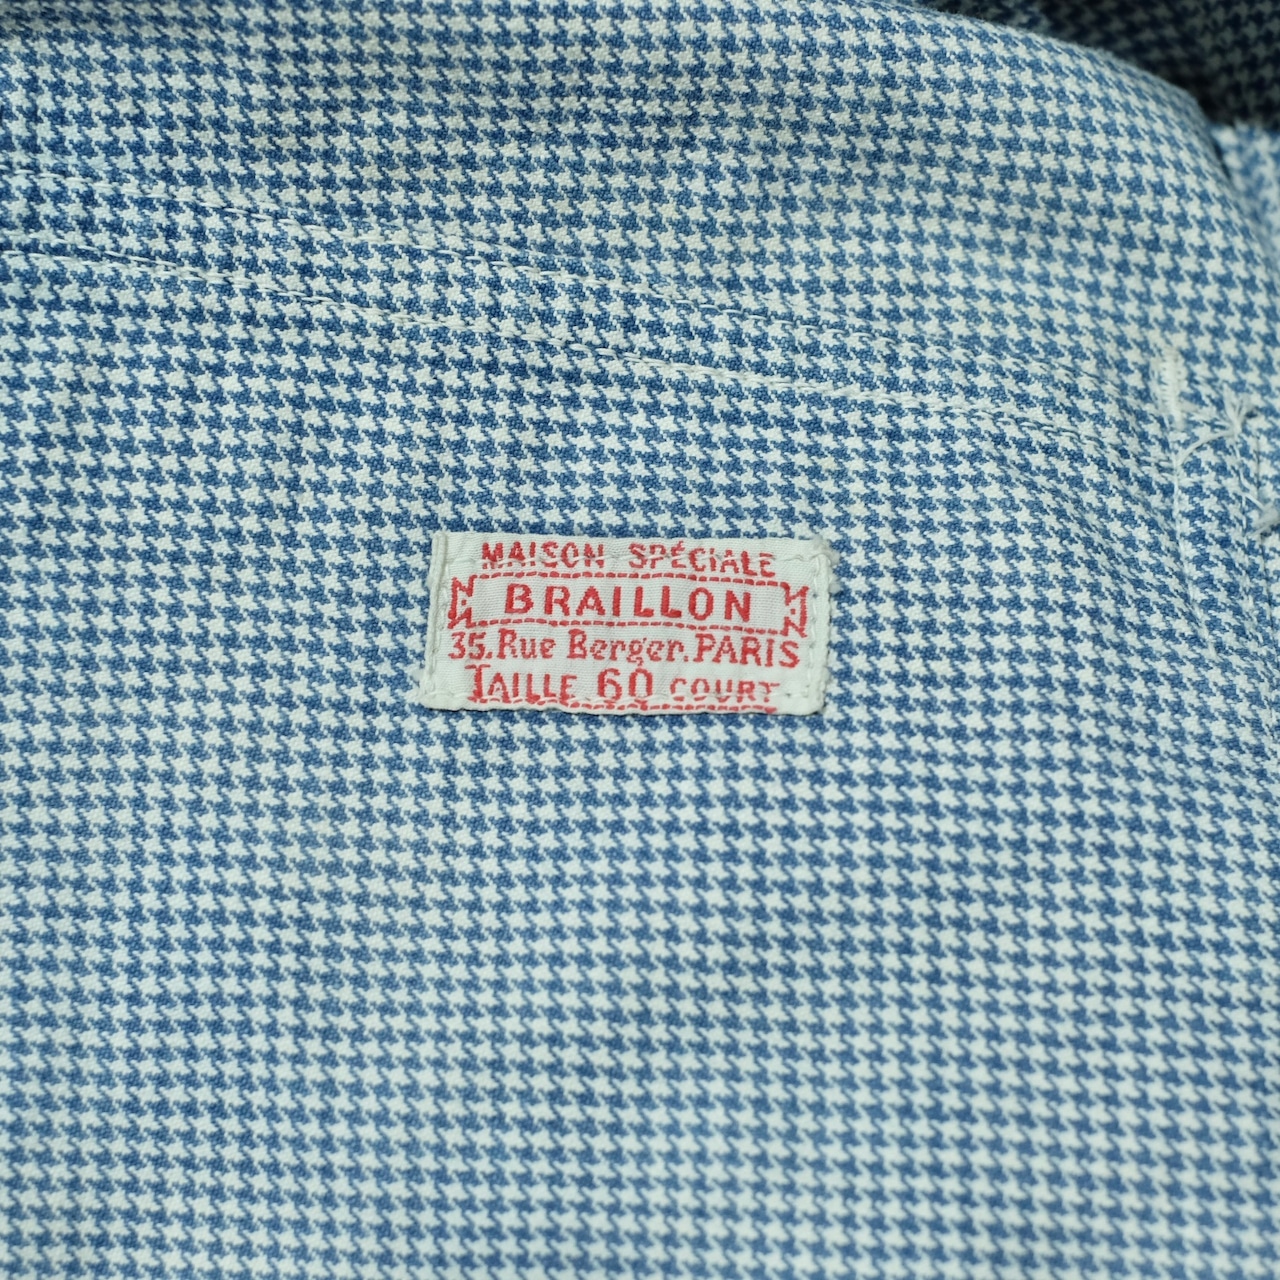 MAISON SPÉCIALE
BRAILLON
35.Rue Berger.PARIS
TAILLE 60 COURT